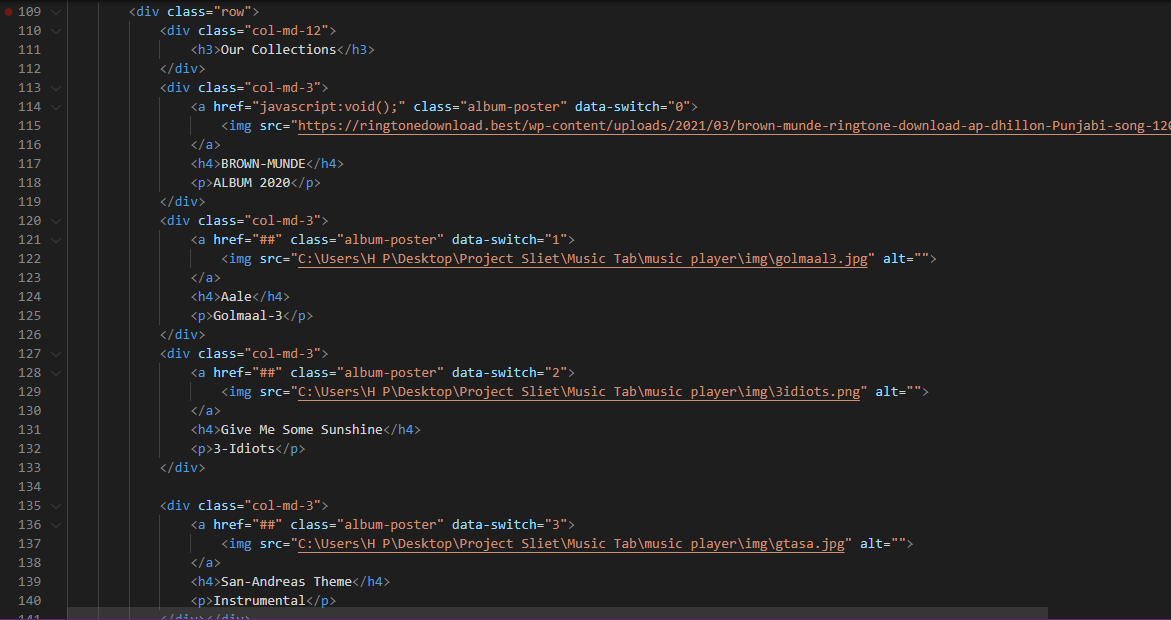 109 <div class="row">
110 <div class="col-md-12">
111 <h3>Our Collections</h3>
112 </div>
113 <div class="col-md-3">
114 <a href="javascript:void();" class="album-poster" data-switch="0">
115 <img src="https://ringtonedownload.best/wp-content/uploads/2021/03/brown-munde-ringtone-download-ap-dhillon-Punjabi-song-120
116 </a>
117 <h4>BROWN-MUNDE</h4>
118 <p>ALBUM 2020</p>
119 </div>
120 <div class="col-md-3">
121 <a href="##" class="album-poster" data-switch="1">
122 <img src="C:\Users\H P\Desktop\Project Sliet\Music Tab\music player\img\golmaal3.jpg" alt="">
123 </a>
124 <h4>Aale</h4>
125 <p>Golmaal-3</p>
126 </div>
127 <div class="col-md-3">
128 <a href="##" class="album-poster" data-switch="2">
129 <img src="C:\Users\H P\Desktop\Project Sliet\Music Tab\music player\img\3idiots.png" alt="">
130 </a>
131 <h4>Give Me Some Sunshine</h4>
132 <p>3-Idiots</p>
133 </div>
134
135 <div class="col-md-3">
136 <a href="##" class="album-poster" data-switch="3">
137 <img src="C:\Users\H P\Desktop\Project Sliet\Music Tab\music player\img\gtasa.jpg" alt="">
138 </a>
139 <h4>San-Andreas Theme</h4>
140 <p>Instrumental</p>
141 </div></div>